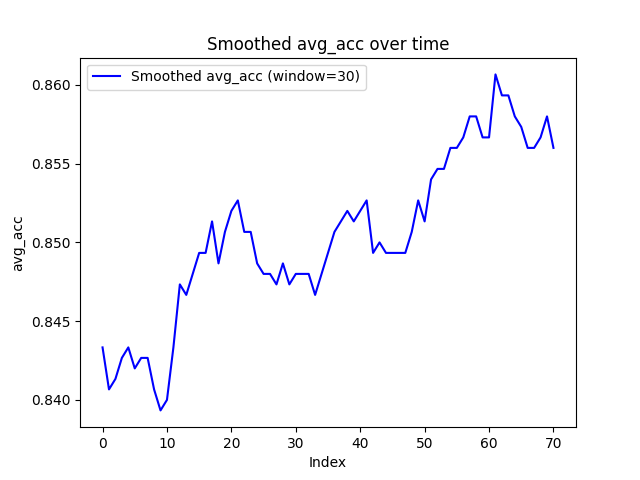 Smoothed avg_acc over time
Smoothed avg_acc (window=30)
0.860
0.855
0.850
0.845
0.840
avg_acc
0 10 20 30 40 50 60 70
Index